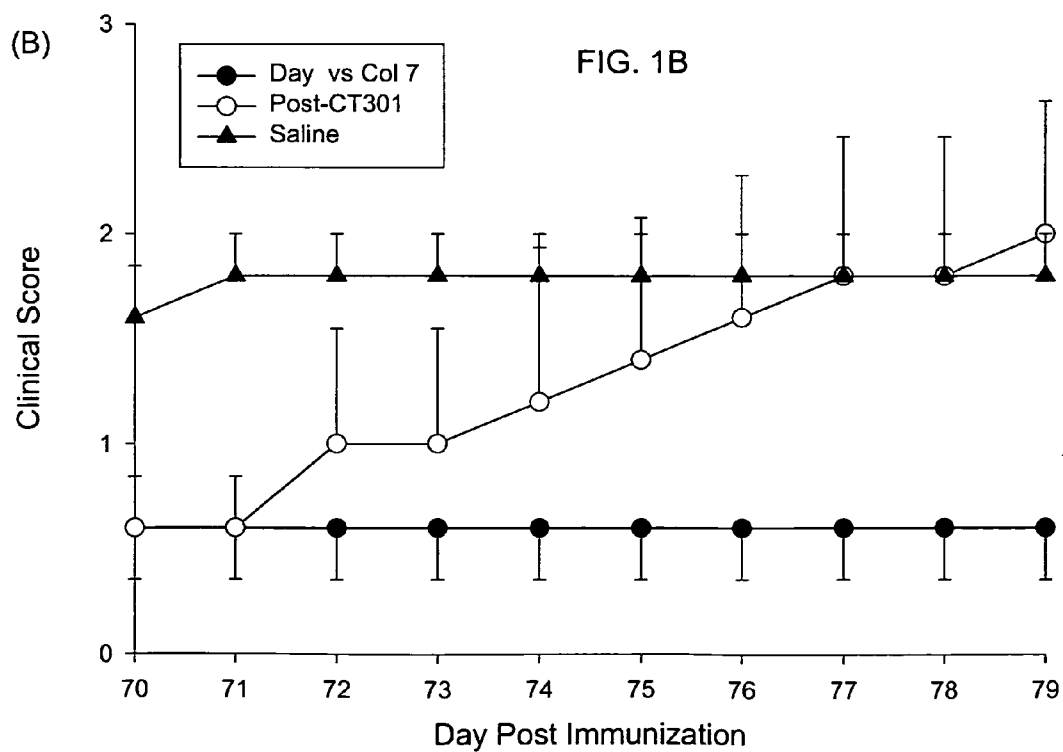 (B)
FIG. 1B
Day vs Col 7
Post-CT301
Saline
Clinical Score
3
2
1
0
70 71 72 73 74 75 76 77 78 79
Day Post Immunization